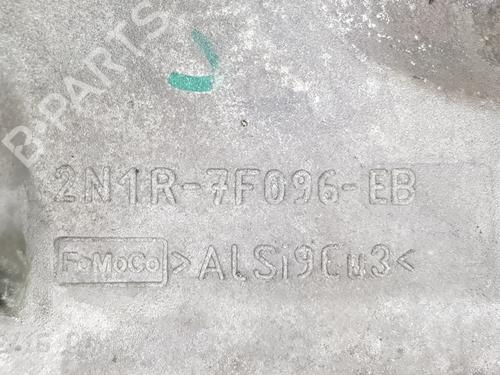 B-PARTS
2N1R-7F096-EB
FoMoCo >ALSi9Cu3<